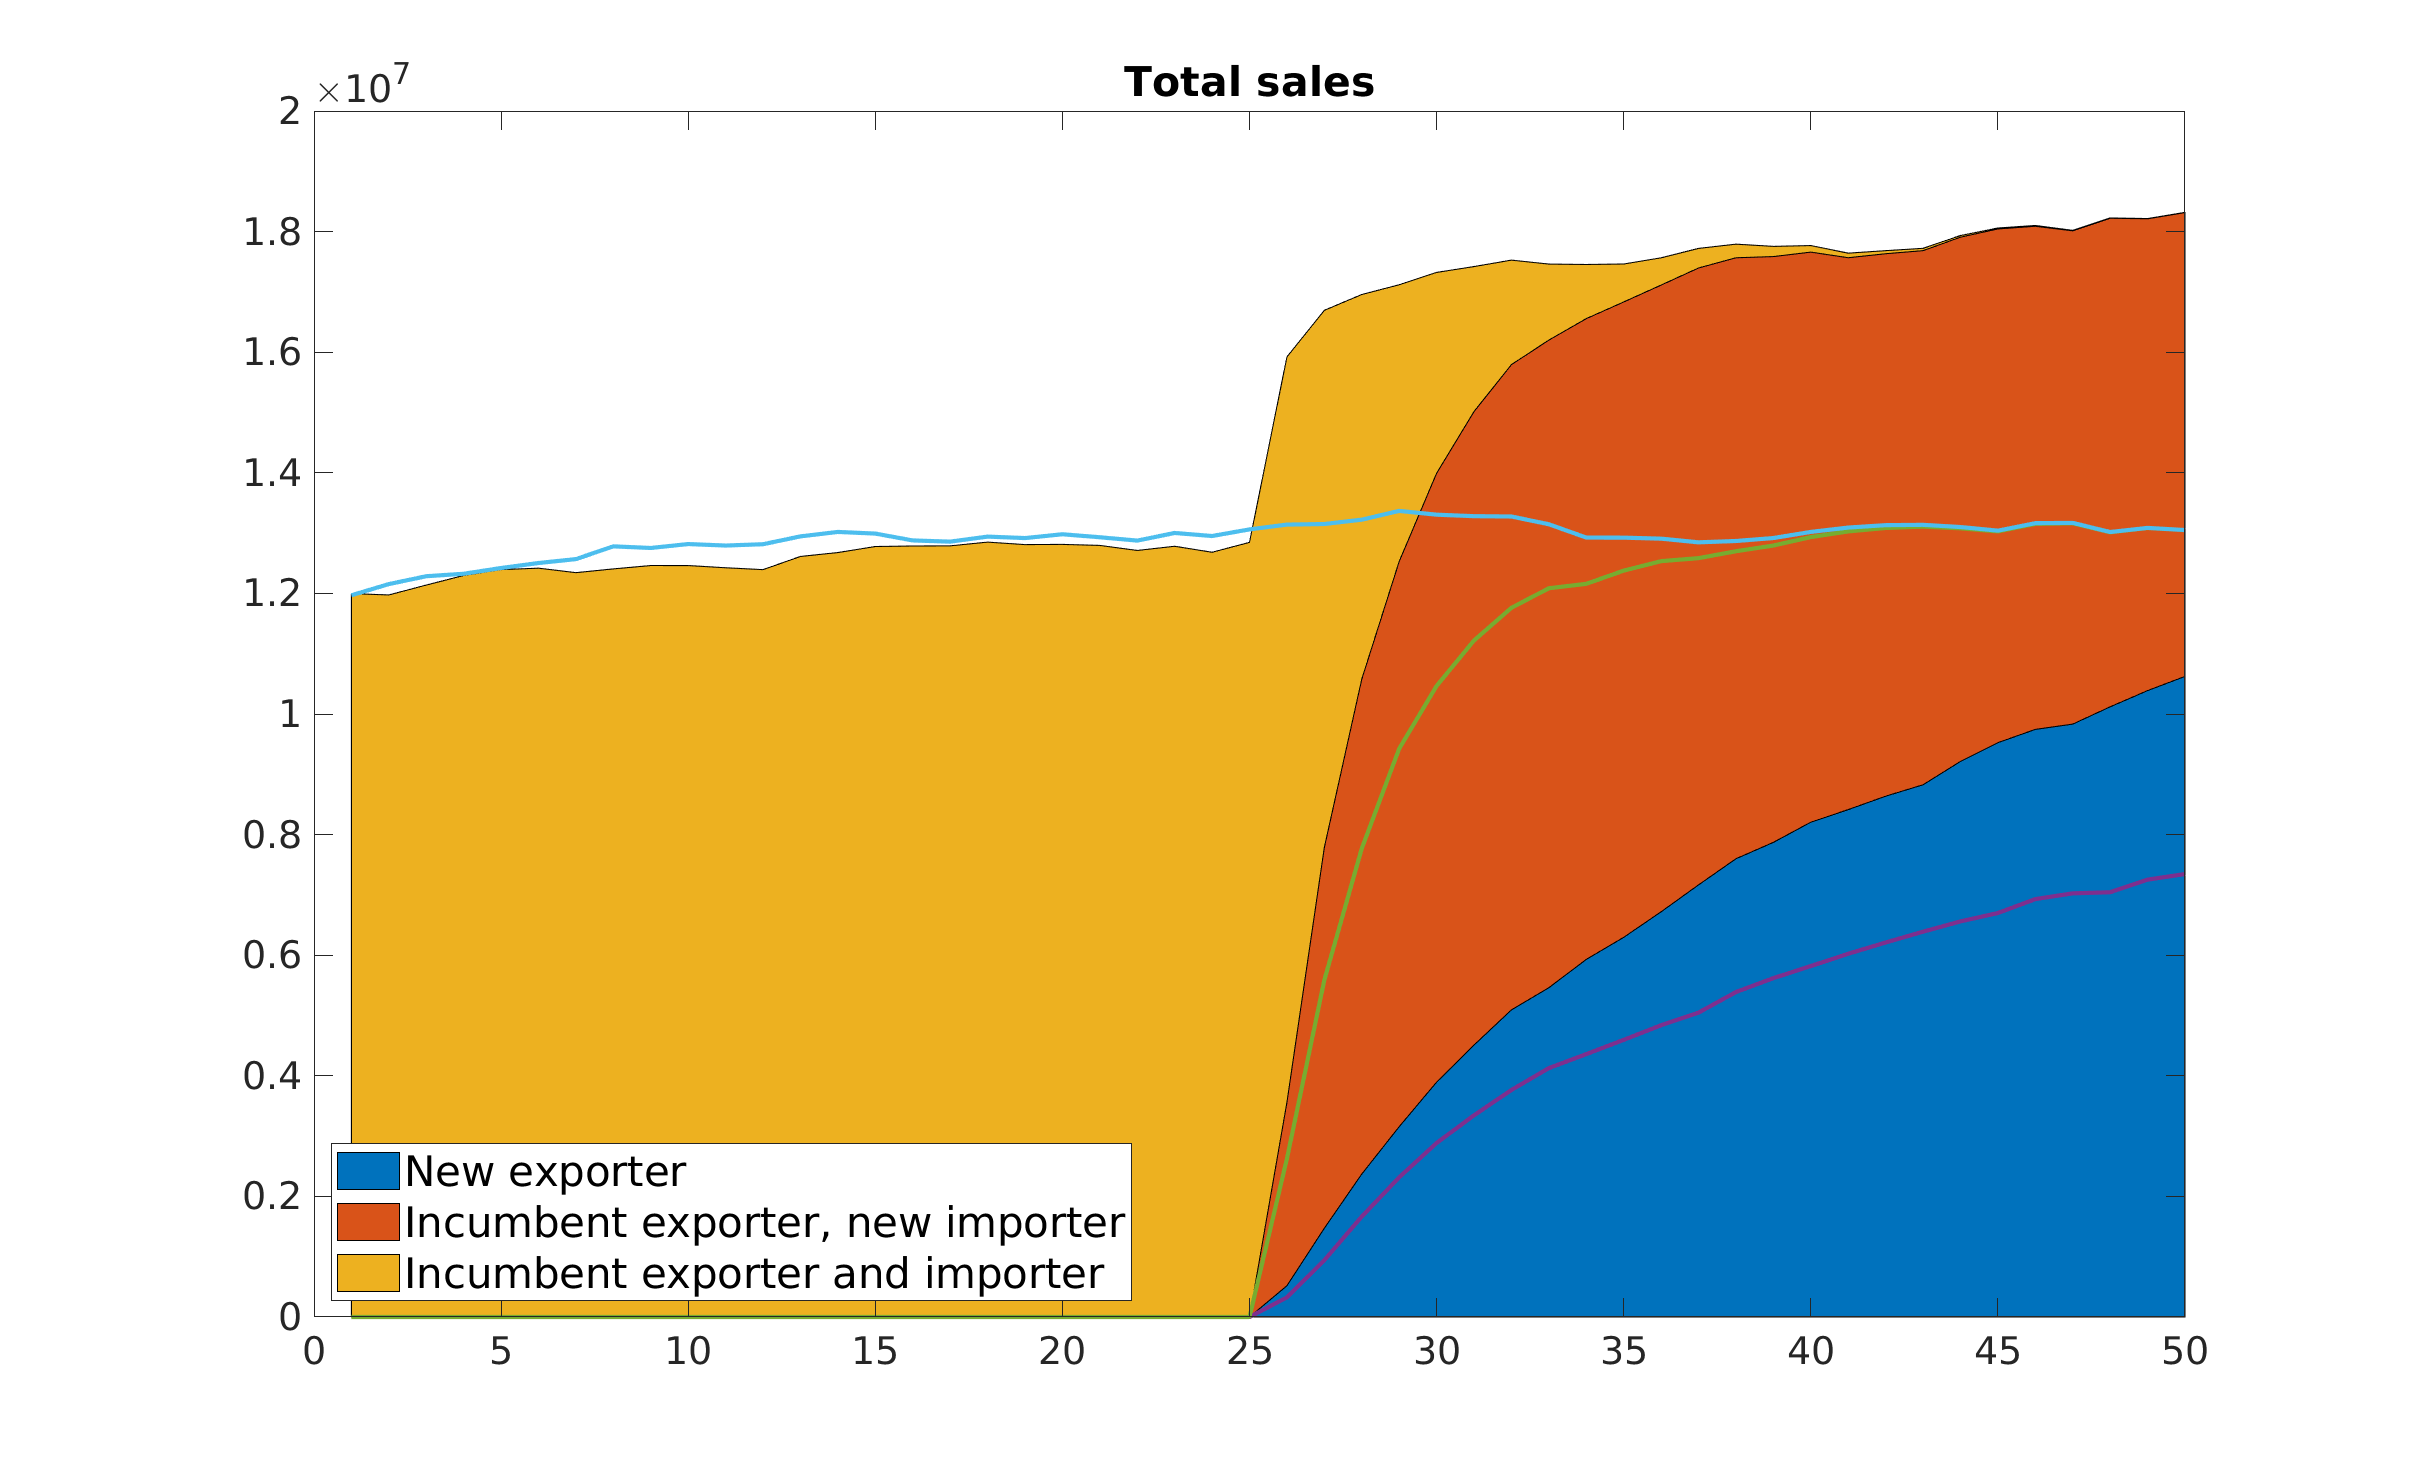 Total sales
×10^7
2
1.8
1.6
1.4
1.2
1
0.8
0.6
0.4
0.2
0
New exporter
Incumbent exporter, new importer
Incumbent exporter and importer
0 5 10 15 20 25 30 35 40 45 50